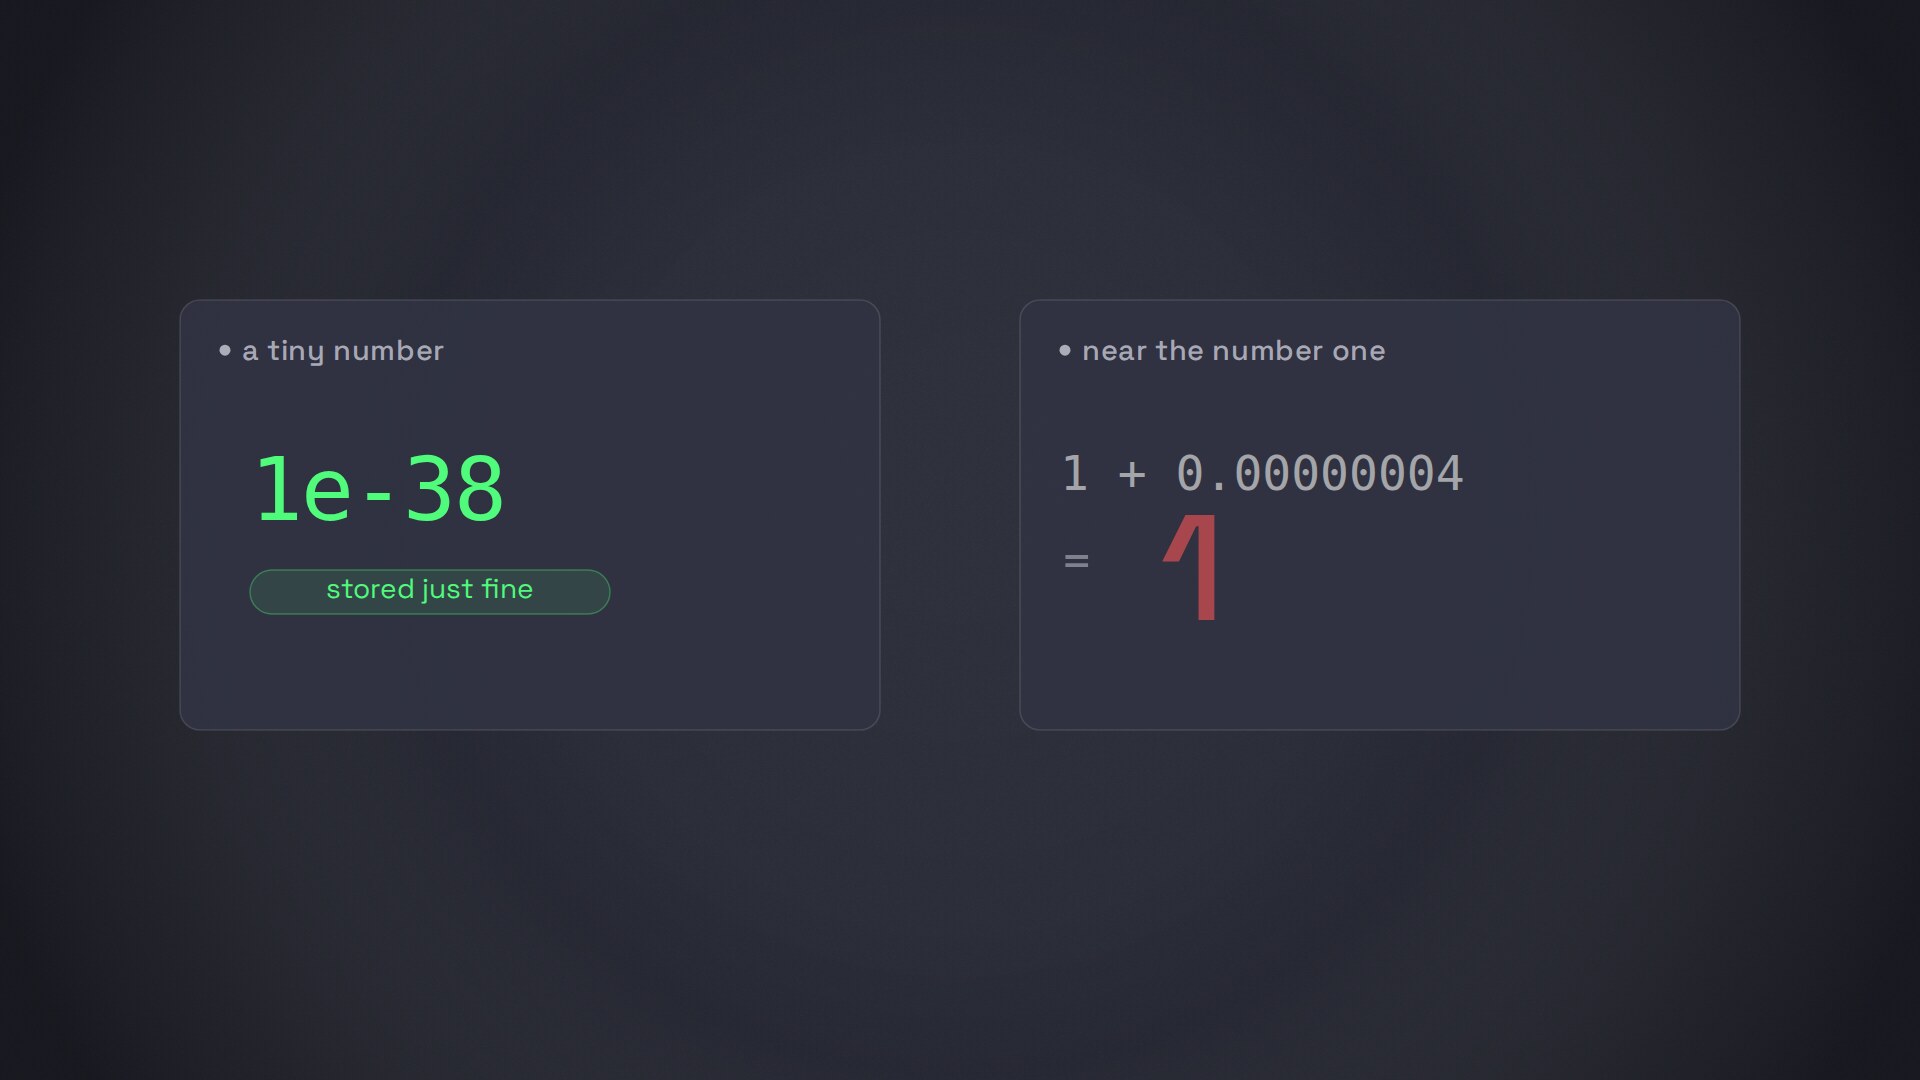 a tiny number
1e-38
stored just fine
near the number one
1 + 0.00000004
= 1